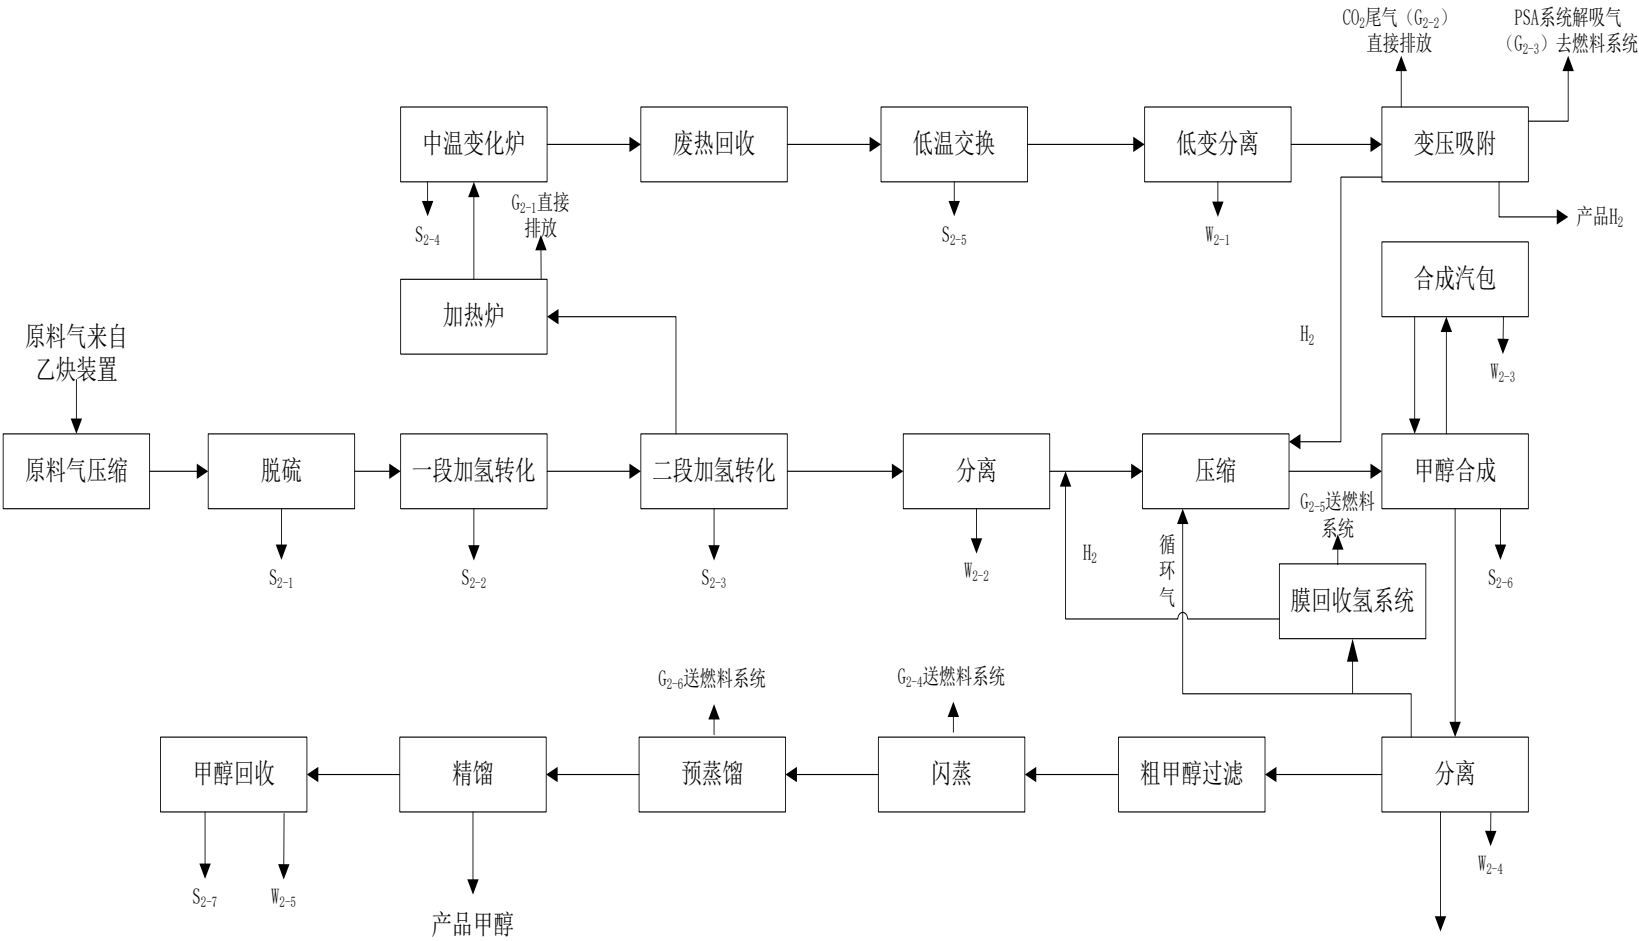 CO₂尾气（G₂₋₂）
直接排放
PSA系统解吸气
（G₂₋₃）去燃料系统
中温变化炉
废热回收
低温交换
低变分离
变压吸附
S₂₋₄
G₂₋₁直接
排放
S₂₋₅
W₂₋₁
产品H₂
合成汽包
加热炉
H₂
W₂₋₃
原料气来自
乙炔装置
原料气压缩
脱硫
一段加氢转化
二段加氢转化
分离
压缩
甲醇合成
G₂₋₅送燃料
系统
S₂₋₁
S₂₋₂
S₂₋₃
W₂₋₂
H₂
循
环
气
S₂₋₆
膜回收氢系统
G₂₋₆送燃料系统
G₂₋₄送燃料系统
甲醇回收
精馏
预蒸馏
闪蒸
粗甲醇过滤
分离
S₂₋₇
W₂₋₅
产品甲醇
W₂₋₄